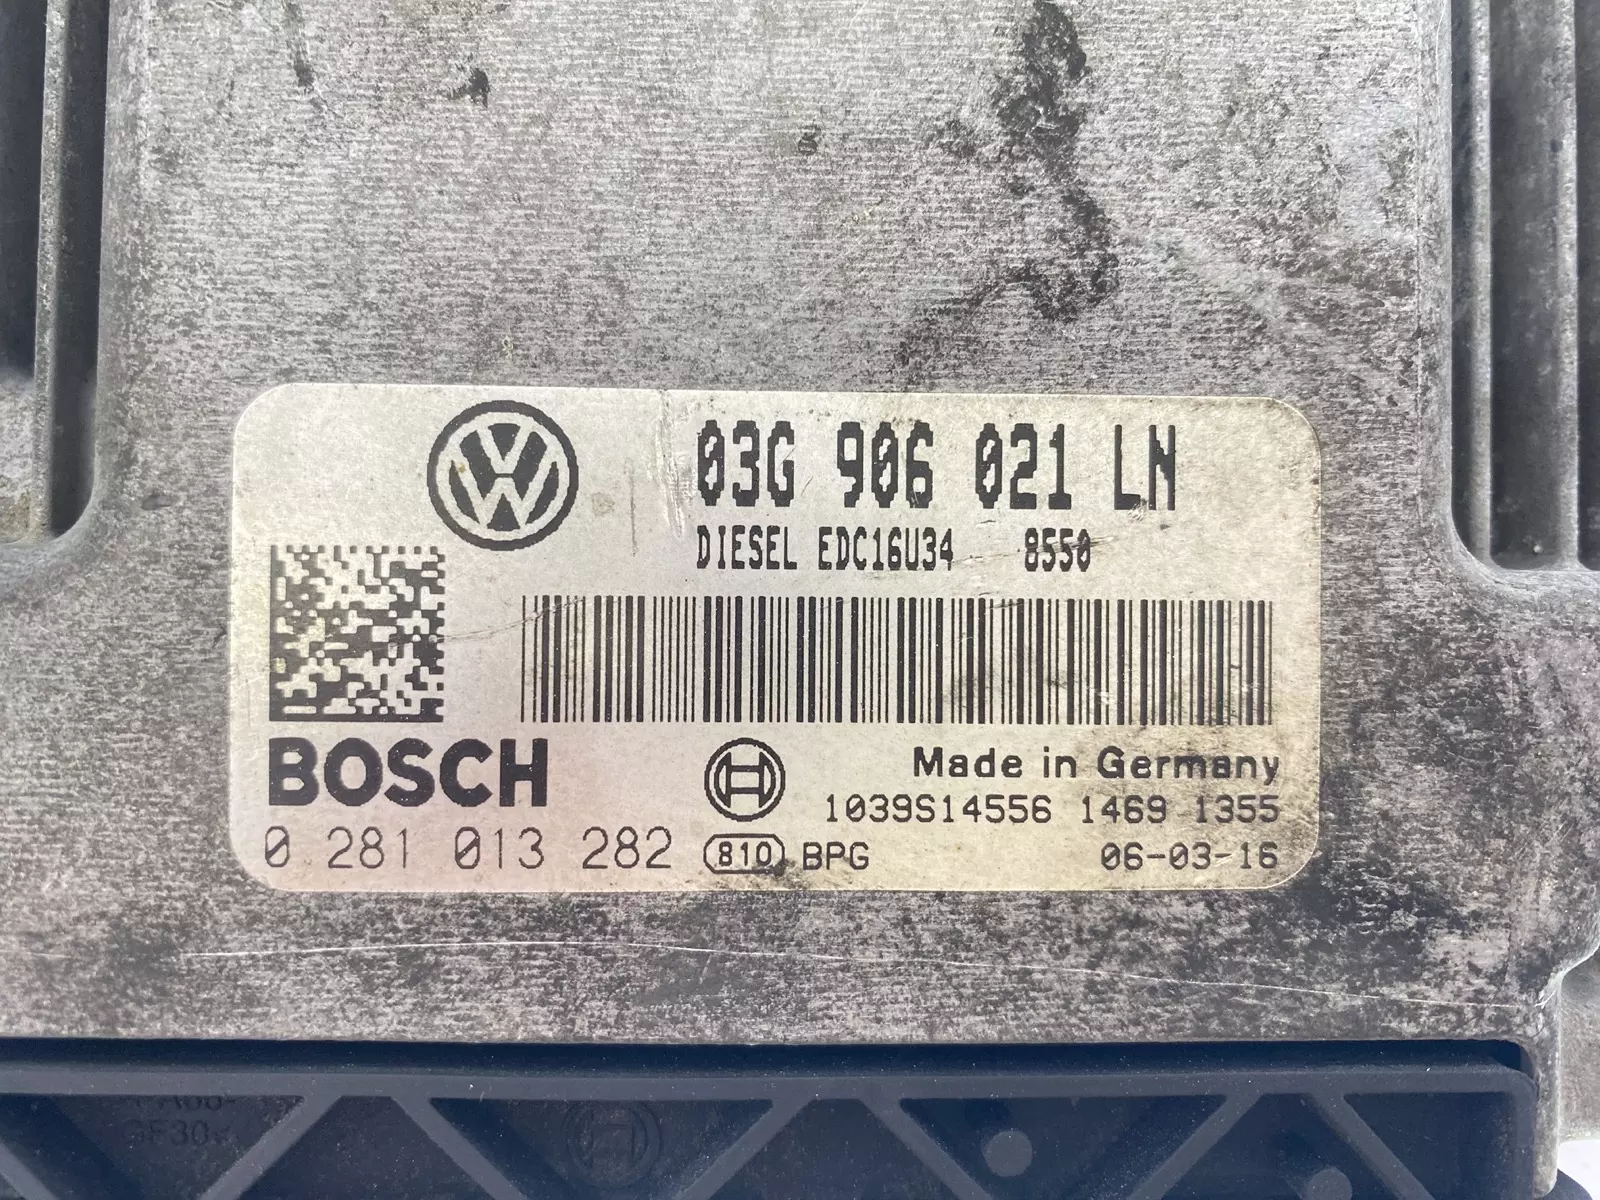 03G 906 021 LN
DIESEL EDC16U34 8550
BOSCH
Made in Germany
1039S14556 1469 1355
0 281 013 282
810 BPG
06-03-16